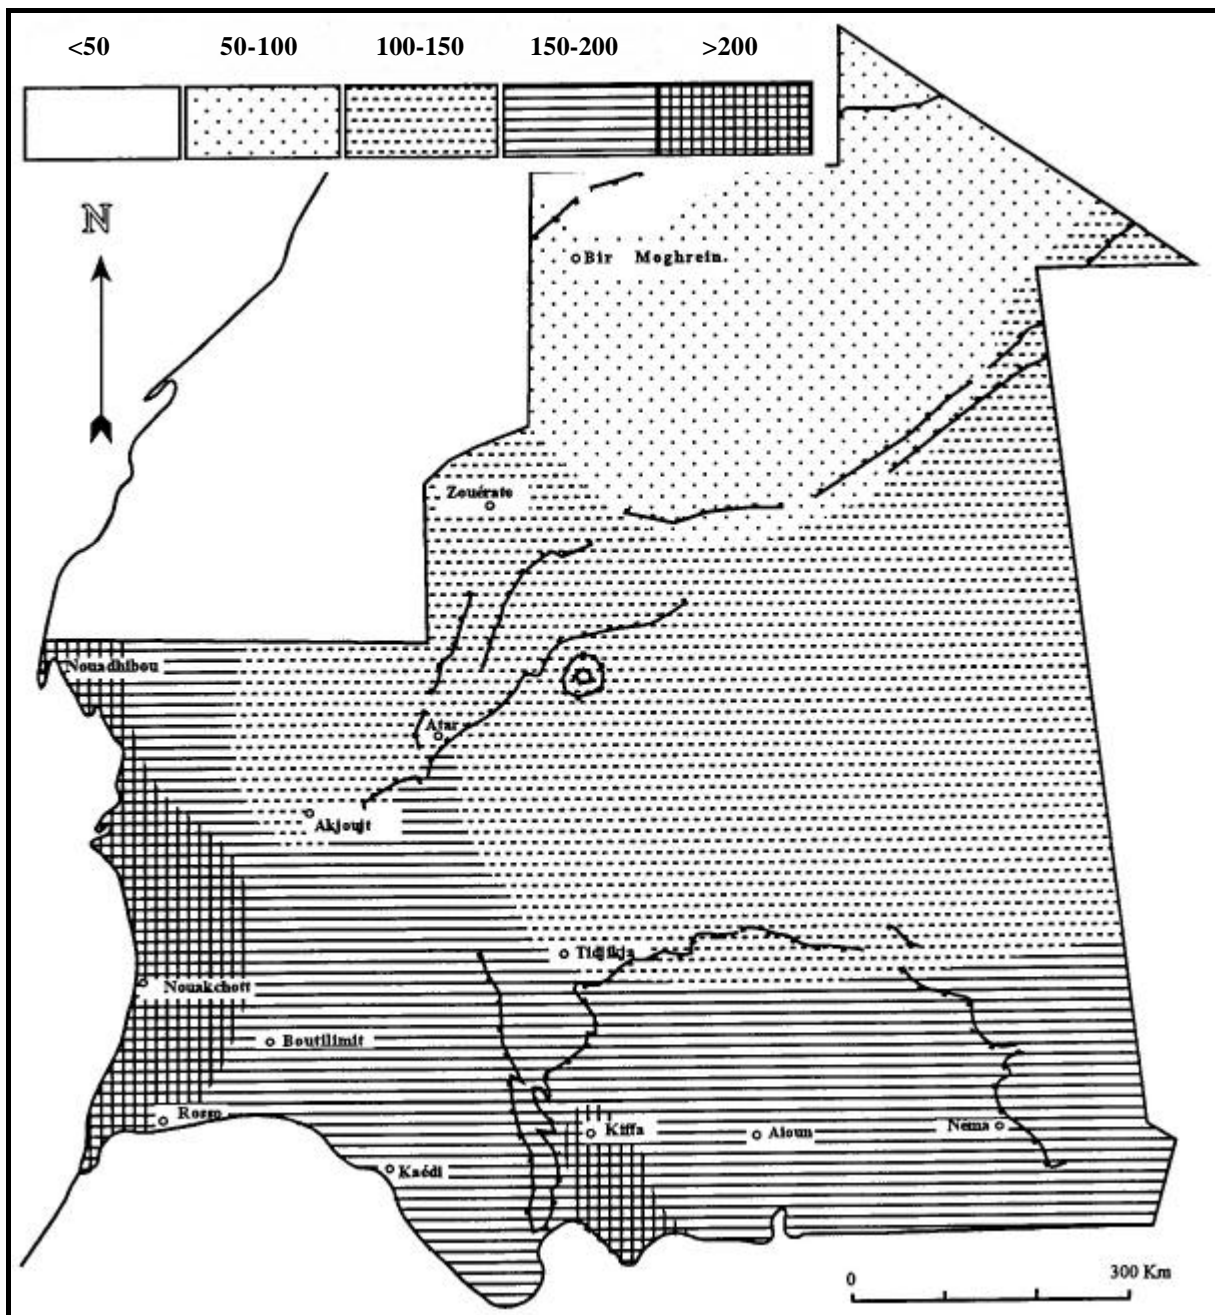 <50 50-100 100-150 150-200 >200
N
Bir Moghrein
Zouérate
Nouadhibou
Atar
Akjoujt
Tidjikja
Nouakchott
Boutilimit
Rosso
Kiffa
Aioun
Néma
Kaédi
0 300 Km